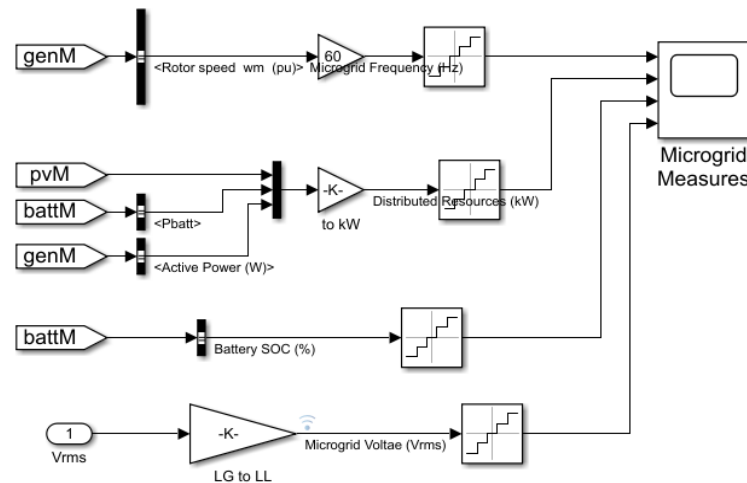 genM
<Rotor speed wm (pu)>
60
Microgrid Frequency (Hz)
Microgrid
Measures
pvM
battM
<Pbatt>
genM
<Active Power (W)>
-K-
to kW
Distributed Resources (kW)
battM
Battery SOC (%)
1
Vrms
-K-
LG to LL
Microgrid Voltae (Vrms)